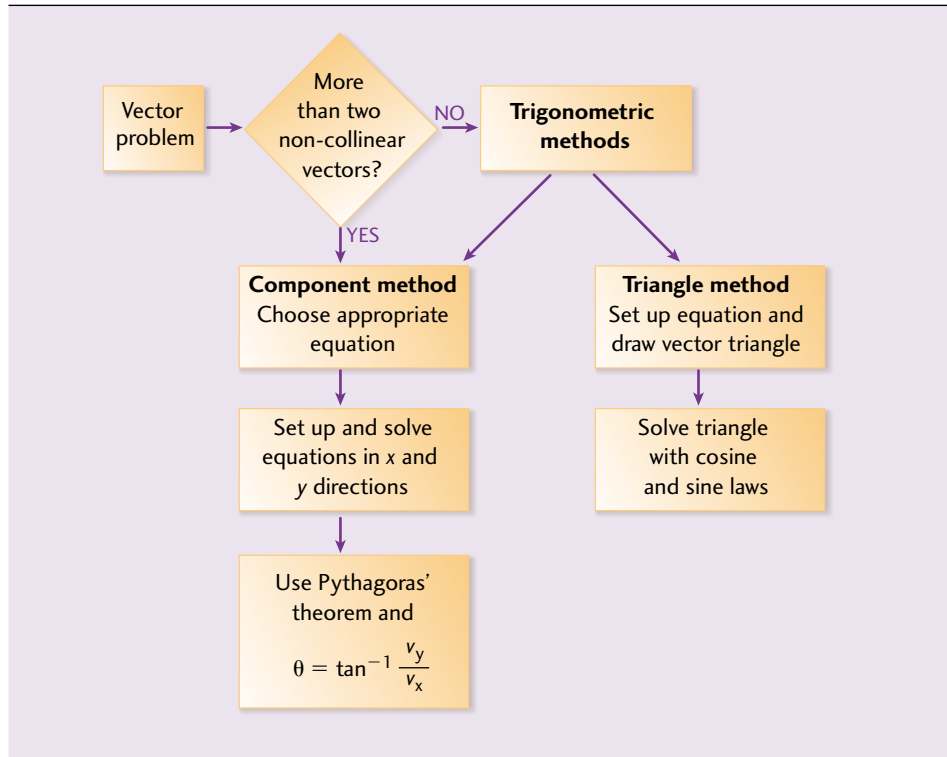 Vector
problem
More
than two
non-collinear
vectors?
NO
Trigonometric
methods
YES
Component method
Choose appropriate
equation
Triangle method
Set up equation and
draw vector triangle
Set up and solve
equations in x and
y directions
Solve triangle
with cosine
and sine laws
Use Pythagoras’
theorem and
θ = tan⁻¹ v_y/v_x